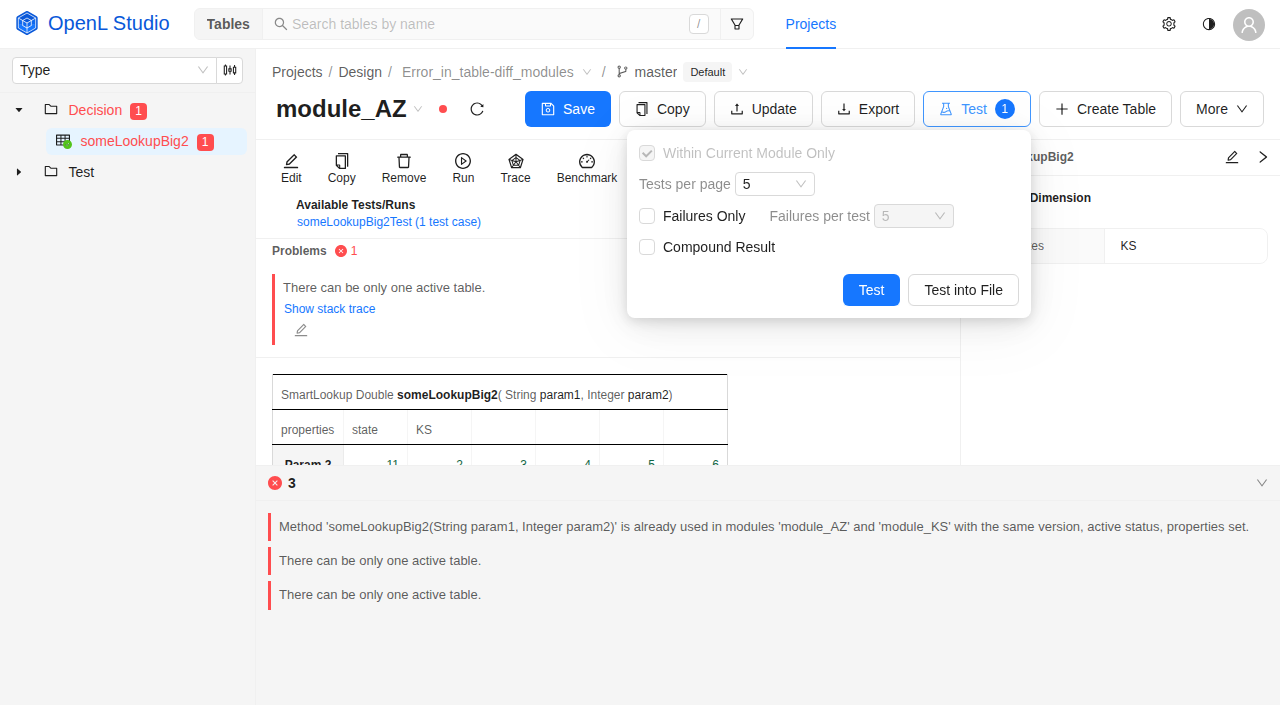 OpenL Studio
Tables
Search tables by name
/
Projects
Type
Projects / Design / Error_in_table-diff_modules / master Default
Decision 1
someLookupBig2 1
Test
module_AZ
Save
Copy
Update
Export
Test 1
Create Table
More
Edit
Copy
Remove
Run
Trace
Benchmark
Available Tests/Runs
someLookupBig2Test (1 test case)
Problems 1
There can be only one active table.
Show stack trace
Within Current Module Only
Tests per page 5
Failures Only Failures per test 5
Compound Result
Test
Test into File
Dimension
KS
SmartLookup Double someLookupBig2( String param1, Integer param2)
properties state KS
Param 2 11 2 3 4 5 6
3
Method 'someLookupBig2(String param1, Integer param2)' is already used in modules 'module_AZ' and 'module_KS' with the same version, active status, properties set.
There can be only one active table.
There can be only one active table.